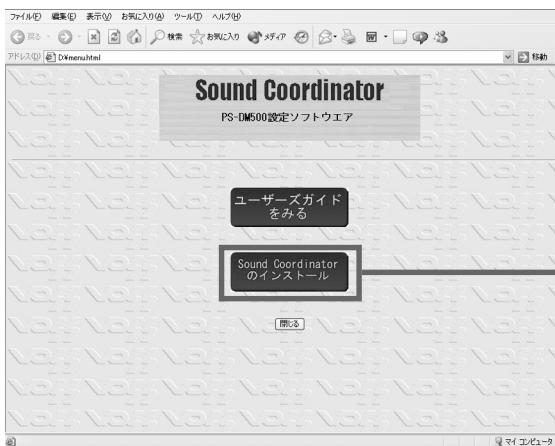 ファイル(F) 編集(E) 表示(V) お気に入り(A) ツール(T) ヘルプ(H)
戻る 検索 お気に入り メディア
アドレス(D) D:¥menu.html 移動
Sound Coordinator
PS-DM500設定ソフトウエア
ユーザーズガイド
をみる
Sound Coordinator
のインストール
閉じる
マイ コンピュータ